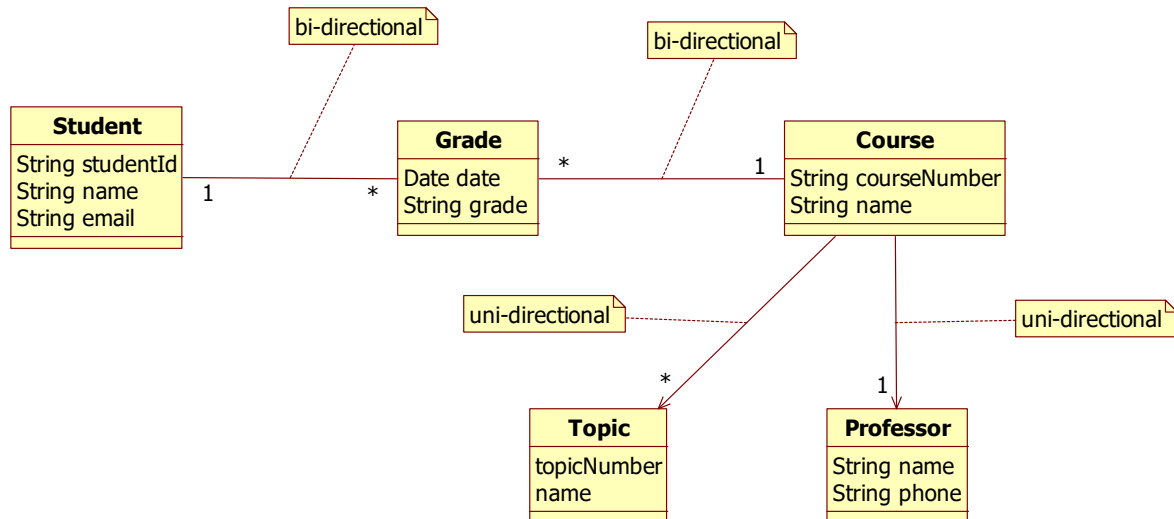 bi-directional
bi-directional
Student
String studentId
String name
String email
1
*
Grade
Date date
String grade
*
1
Course
String courseNumber
String name
uni-directional
uni-directional
*
1
Topic
topicNumber
name
Professor
String name
String phone